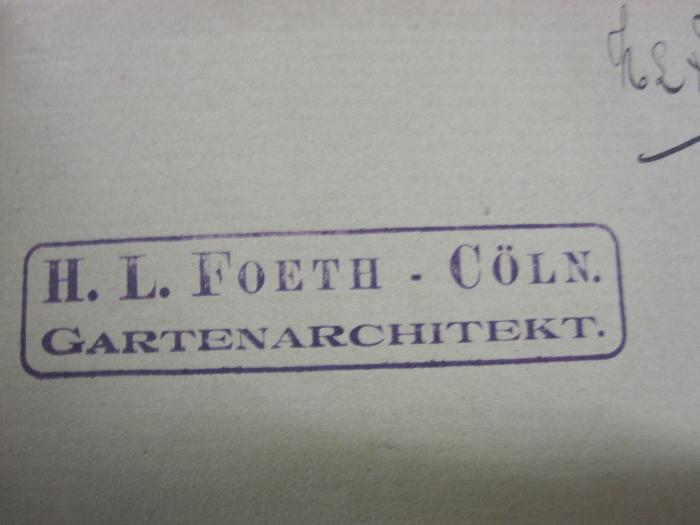 H. L. FOETH - CÖLN.
GARTENARCHITEKT.